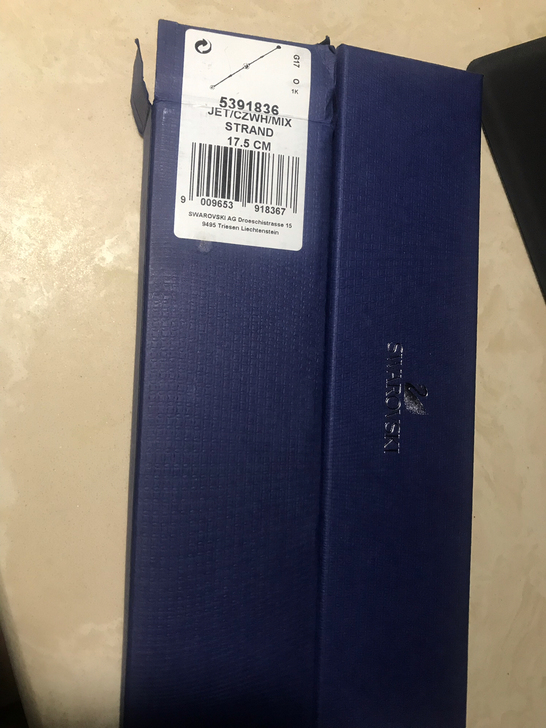 G17
O
1K
5391836
JET/CZWH/MIX
STRAND
17.5 CM
9 009653 918367
SWAROVSKI AG Droeschistrasse 15
9495 Triesen Liechtenstein
SWAROVSKI